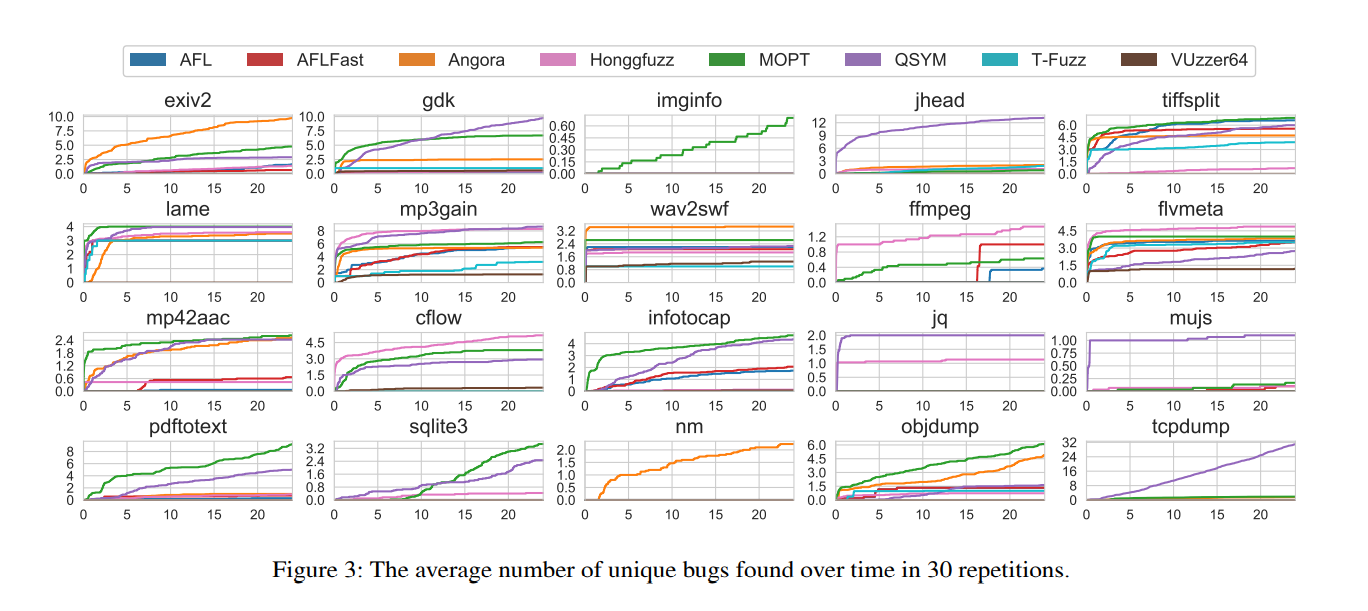 AFL AFLFast Angora Honggfuzz MOPT QSYM T-Fuzz VUzzer64
exiv2 gdk imginfo jhead tiffsplit
10.0 10.0 0.60 12 6.0
7.5 7.5 0.45 9 4.5
5.0 5.0 0.30 6 3.0
2.5 2.5 0.15 3 1.5
0.0 0.0 0.00 0 0.0
0 5 10 15 20 0 5 10 15 20 0 5 10 15 20 0 5 10 15 20 0 5 10 15 20
lame mp3gain wav2swf ffmpeg flvmeta
4 8 3.2 1.2 4.5
3 6 2.4 0.8 3.0
2 4 1.6 0.4 1.5
1 2 0.8 0.0 0.0
0 0 0.0
0 5 10 15 20 0 5 10 15 20 0 5 10 15 20 0 5 10 15 20 0 5 10 15 20
mp42aac cflow infotocap jq mujs
2.4 4.5 4 2.0 1.00
1.8 3.0 3 1.5 0.75
1.2 1.5 2 1.0 0.50
0.6 0.0 1 0.5 0.25
0.0 0 0.0 0.00
0 5 10 15 20 0 5 10 15 20 0 5 10 15 20 0 5 10 15 20 0 5 10 15 20
pdftotext sqlite3 nm objdump tcpdump
8 3.2 2.0 6.0 32
6 2.4 1.5 4.5 24
4 1.6 1.0 3.0 16
2 0.8 0.5 1.5 8
0 0.0 0.0 0.0 0
0 5 10 15 20 0 5 10 15 20 0 5 10 15 20 0 5 10 15 20 0 5 10 15 20
Figure 3: The average number of unique bugs found over time in 30 repetitions.